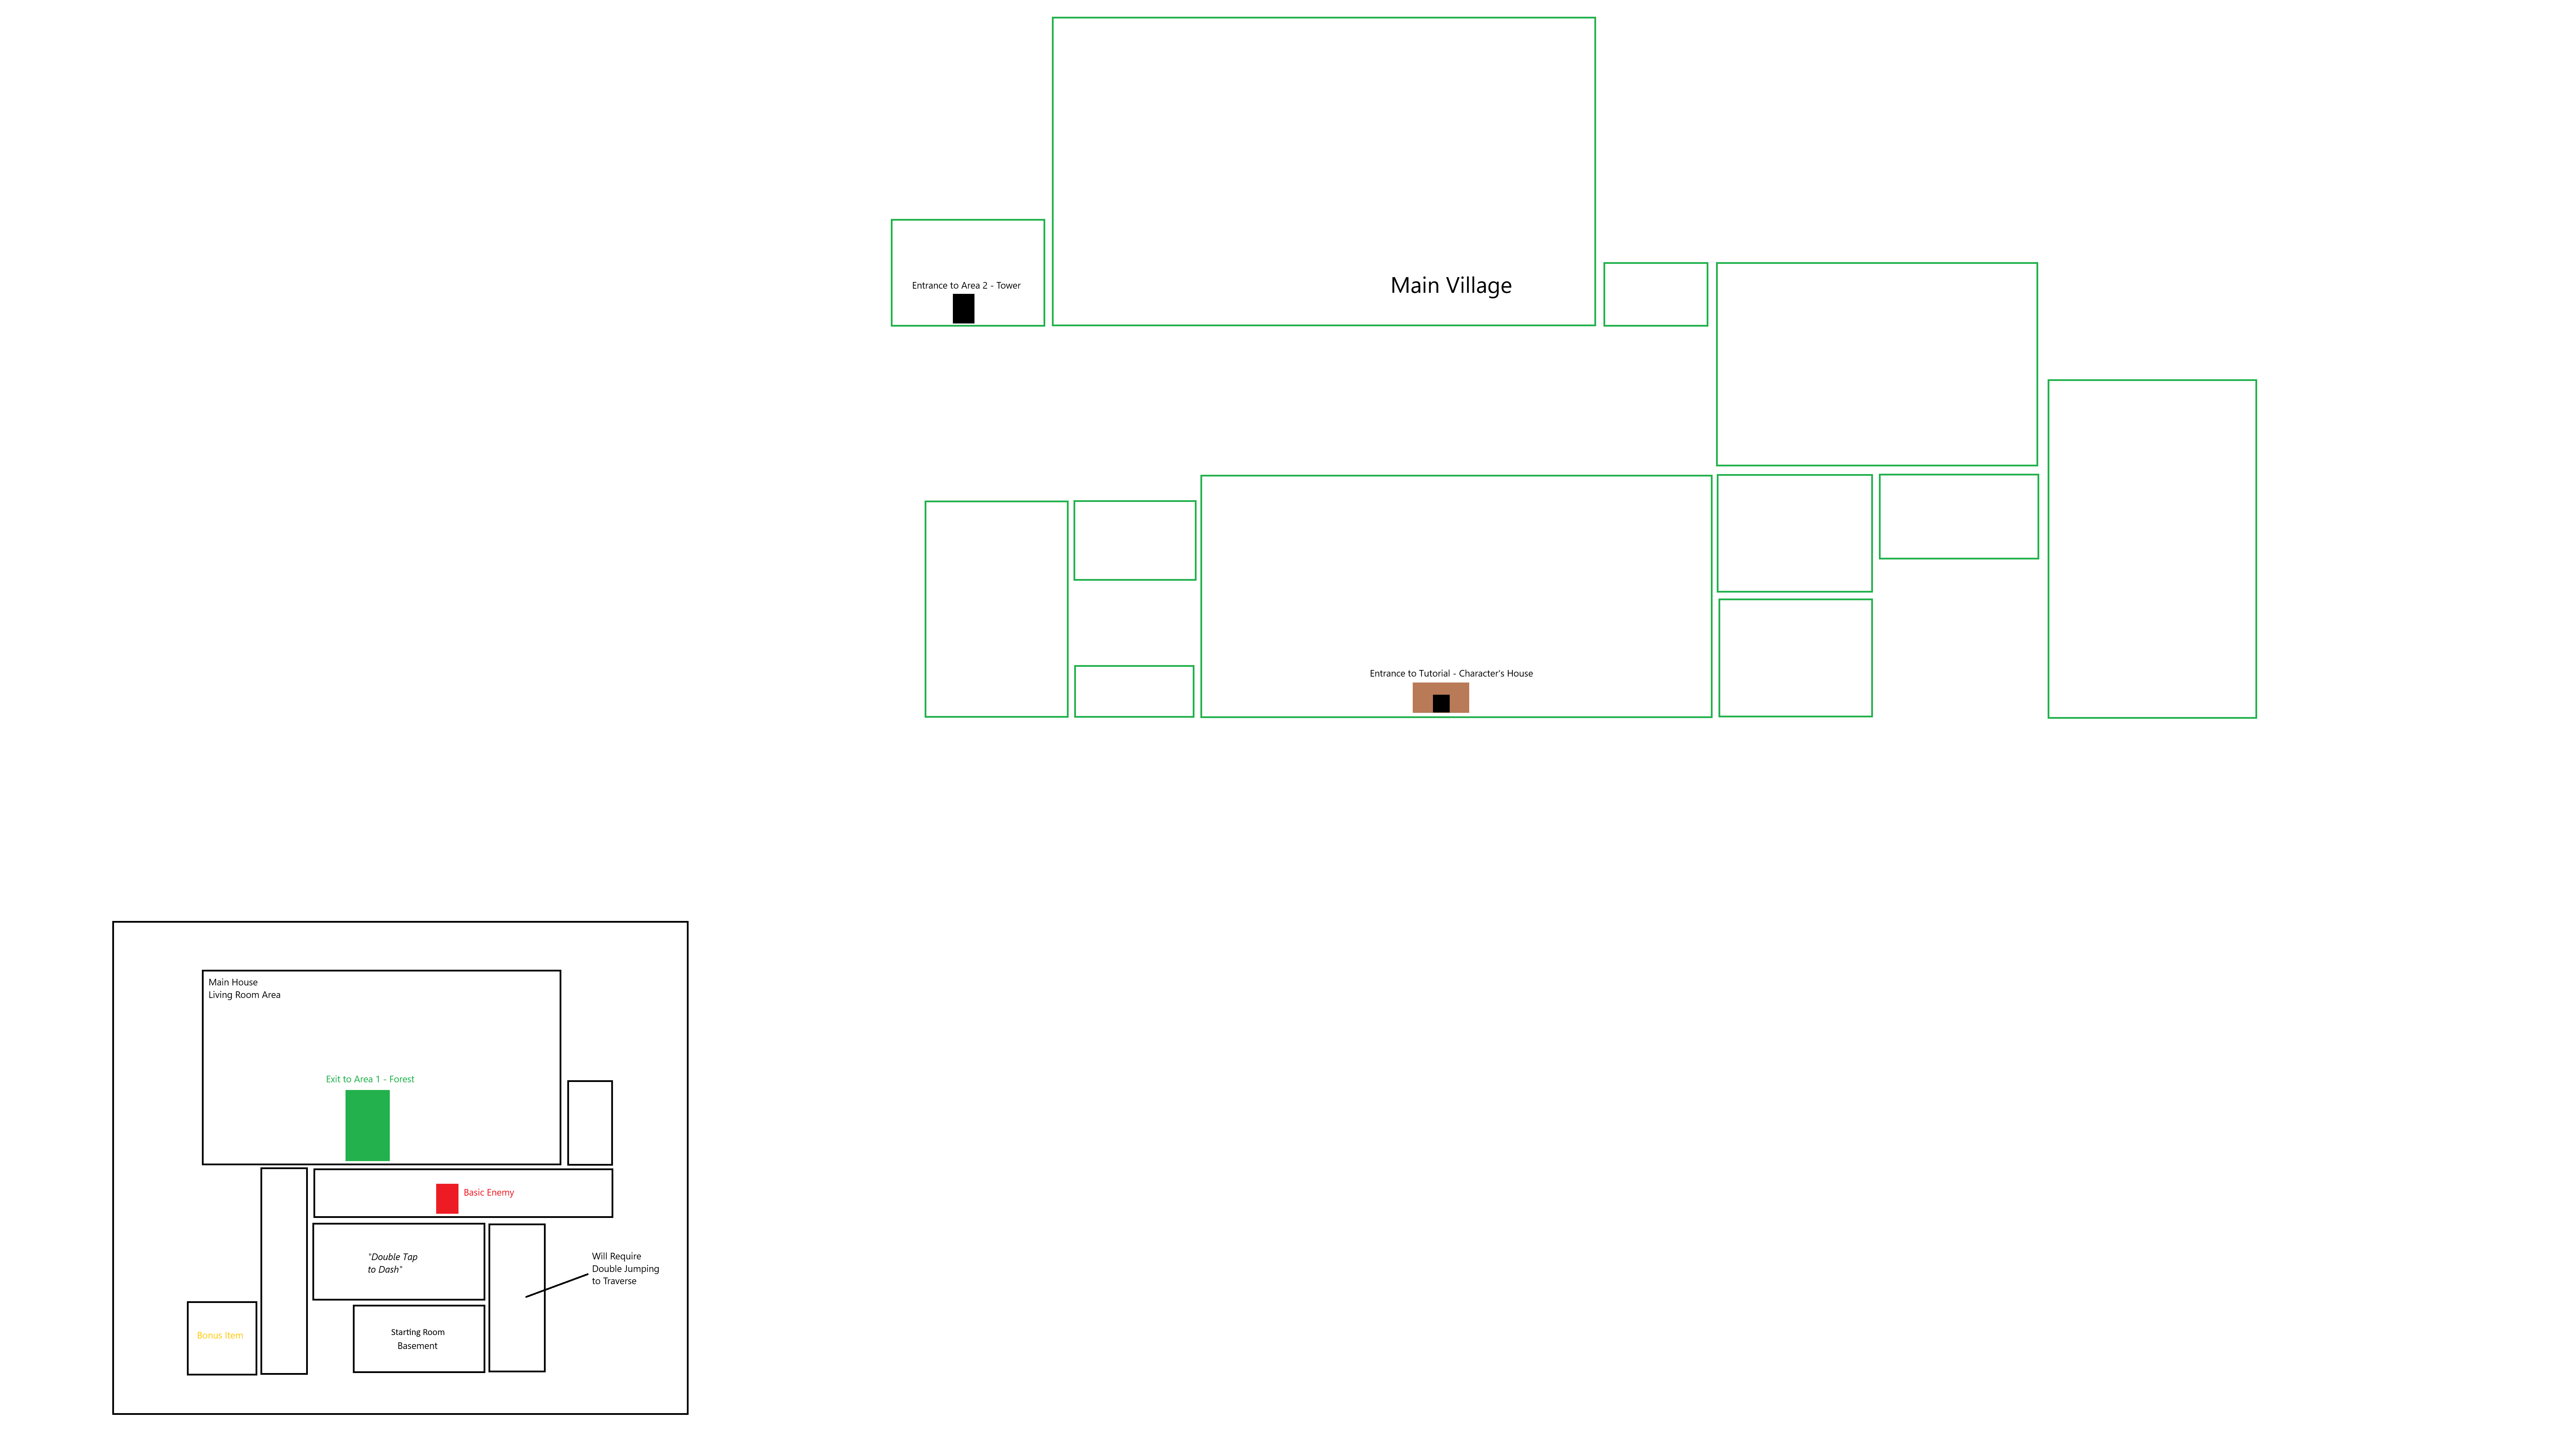 Entrance to Area 2 - Tower
Main Village
Entrance to Tutorial - Character's House
Main House
Living Room Area
Exit to Area 1 - Forest
Basic Enemy
"Double Tap
to Dash"
Will Require
Double Jumping
to Traverse
Bonus Item
Starting Room
Basement